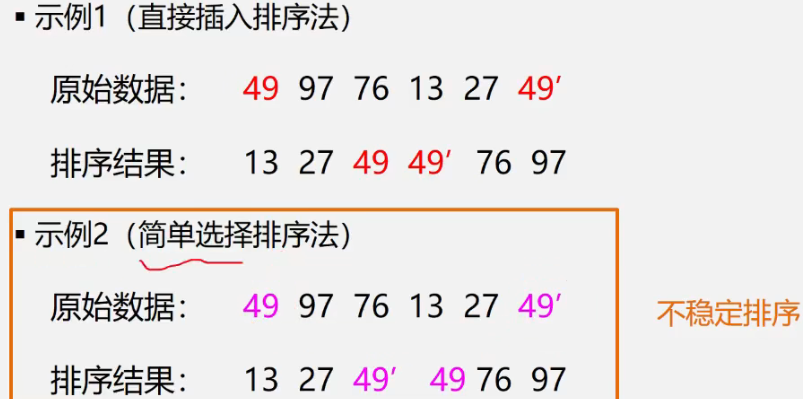 ▪ 示例1（直接插入排序法）
原始数据： 49 97 76 13 27 49′
排序结果： 13 27 49 49′ 76 97
▪ 示例2（简单选择排序法）
原始数据： 49 97 76 13 27 49′
不稳定排序
排序结果： 13 27 49′ 49 76 97